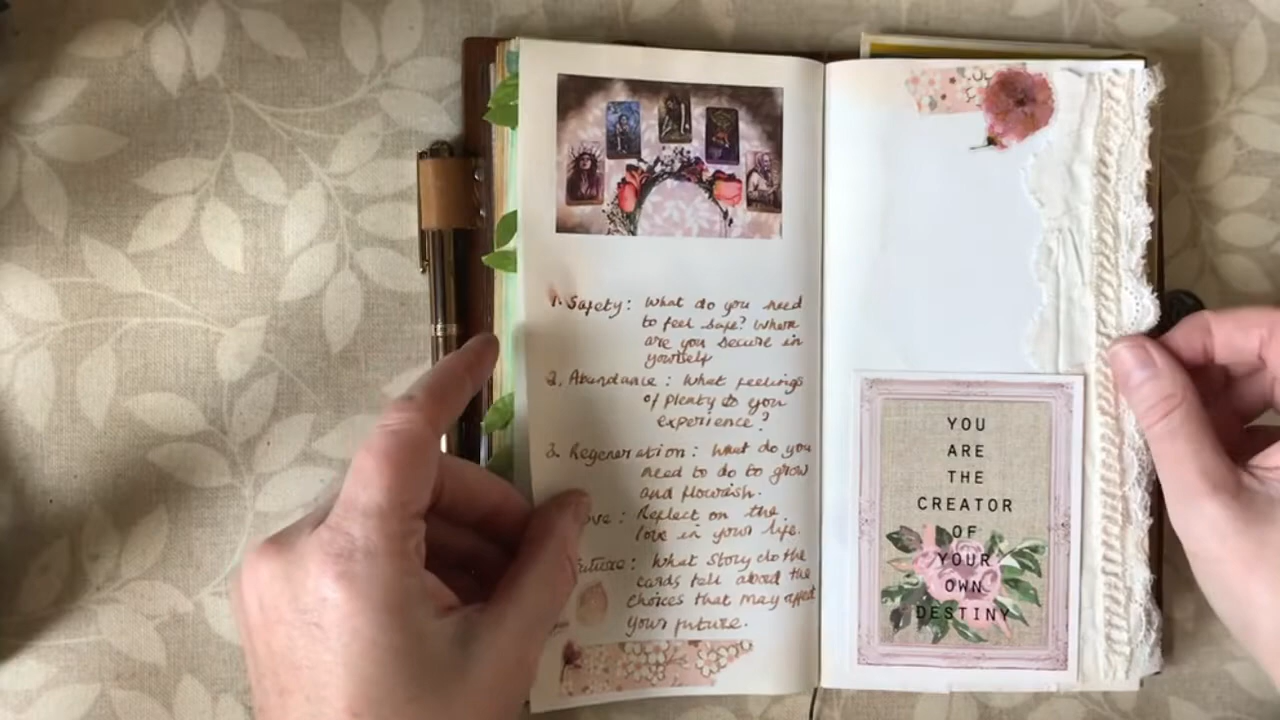 1. Safety: What do you need
to feel safe? Where
are you secure in
yourself
2. Abundance: What feelings
of plenty do you
experience?
3. Regeneration: What do you
need to do to grow
and flourish.
ove: Reflect on the
love in your life.
uture: What story do the
cards tell about the
choices that may affect
your future.
YOU
ARE
THE
CREATOR
OF
YOUR
OWN
DESTINY